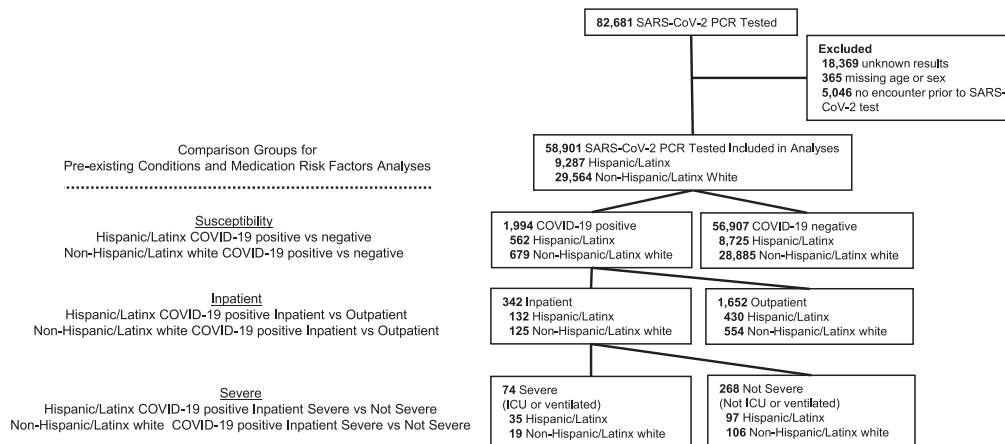 82,681 SARS-CoV-2 PCR Tested
Excluded
18,369 unknown results
365 missing age or sex
5,046 no encounter prior to SARS-
CoV-2 test
Comparison Groups for
Pre-existing Conditions and Medication Risk Factors Analyses
58,901 SARS-CoV-2 PCR Tested Included in Analyses
9,287 Hispanic/Latinx
29,564 Non-Hispanic/Latinx White
Susceptibility
Hispanic/Latinx COVID-19 positive vs negative
Non-Hispanic/Latinx white COVID-19 positive vs negative
1,994 COVID-19 positive
562 Hispanic/Latinx
679 Non-Hispanic/Latinx white
56,907 COVID-19 negative
8,725 Hispanic/Latinx
28,885 Non-Hispanic/Latinx white
Inpatient
Hispanic/Latinx COVID-19 positive Inpatient vs Outpatient
Non-Hispanic/Latinx white COVID-19 positive Inpatient vs Outpatient
342 Inpatient
132 Hispanic/Latinx
125 Non-Hispanic/Latinx white
1,652 Outpatient
430 Hispanic/Latinx
554 Non-Hispanic/Latinx white
Severe
Hispanic/Latinx COVID-19 positive Inpatient Severe vs Not Severe
Non-Hispanic/Latinx white COVID-19 positive Inpatient Severe vs Not Severe
74 Severe
(ICU or ventilated)
35 Hispanic/Latinx
19 Non-Hispanic/Latinx white
268 Not Severe
(Not ICU or ventilated)
97 Hispanic/Latinx
106 Non-Hispanic/Latinx white